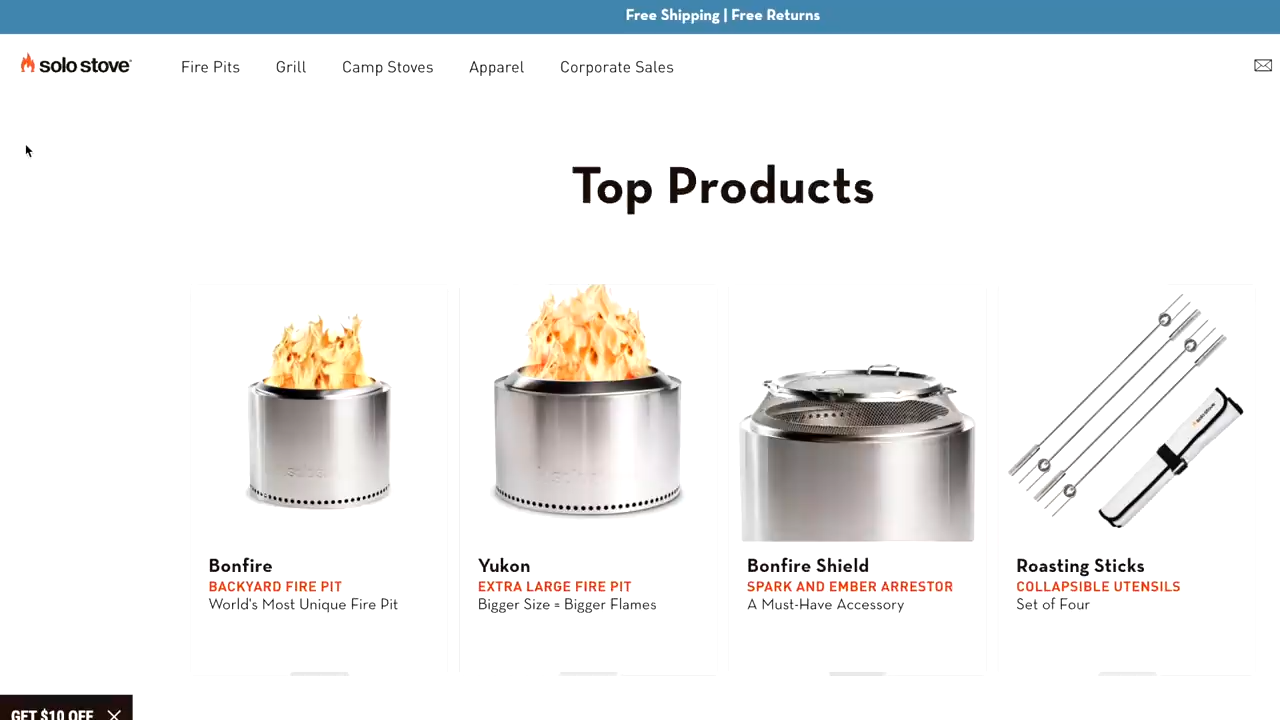 Free Shipping | Free Returns
solo stove
Fire Pits
Grill
Camp Stoves
Apparel
Corporate Sales
Top Products
Bonfire
BACKYARD FIRE PIT
World's Most Unique Fire Pit
Yukon
EXTRA LARGE FIRE PIT
Bigger Size = Bigger Flames
Bonfire Shield
SPARK AND EMBER ARRESTOR
A Must-Have Accessory
Roasting Sticks
COLLAPSIBLE UTENSILS
Set of Four
GET $10 OFF